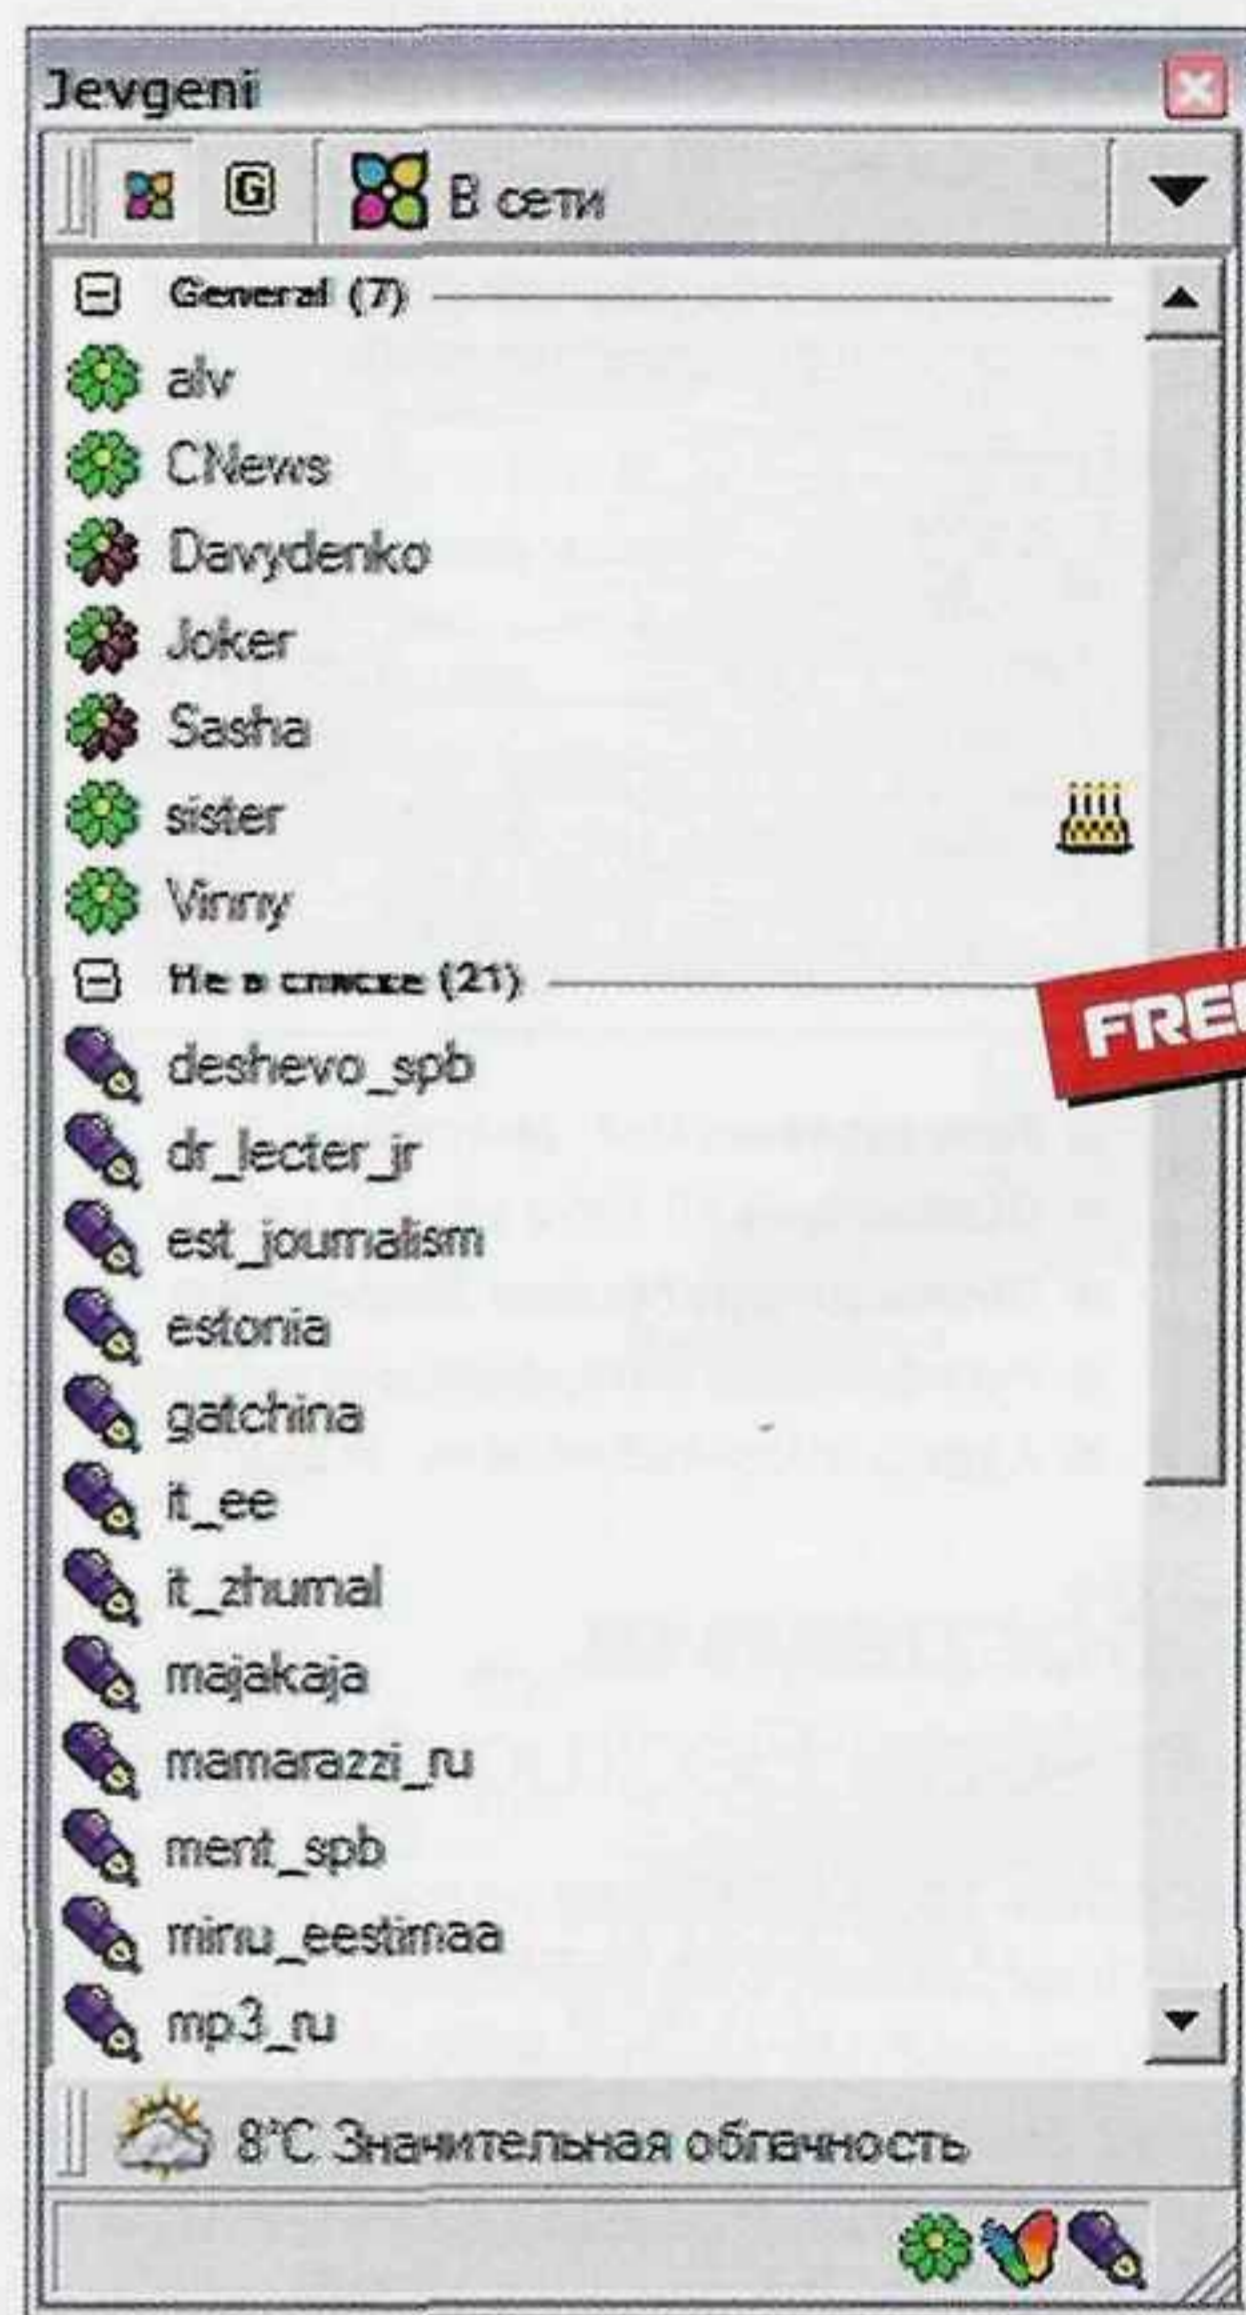 Jevgeni
G В сети
General (7)
alv
CNews
Davydenko
Joker
Sasha
sister
Vinny
Не в списке (21)
FREE
deshevo_spb
dr_lecter_jr
est_journalism
estonia
gatchina
it_ee
it_zhurnal
majakaja
mamarazzi_ru
ment_spb
minu_eestimaa
mp3_ru
8°C Значительная облачность